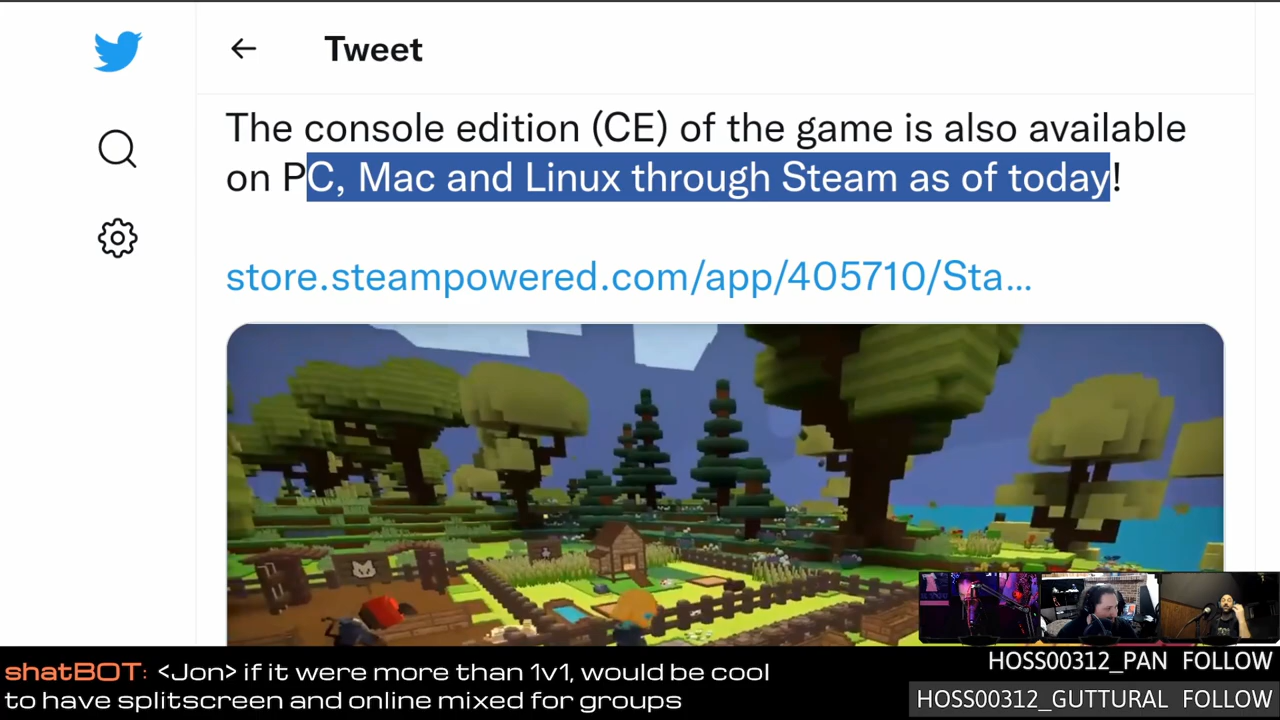 Tweet
The console edition (CE) of the game is also available
on PC, Mac and Linux through Steam as of today!
store.steampowered.com/app/405710/Sta...
shatBOT: <Jon> if it were more than 1v1, would be cool
to have splitscreen and online mixed for groups
HOSS00312_PAN FOLLOW
HOSS00312_GUTTURAL FOLLOW